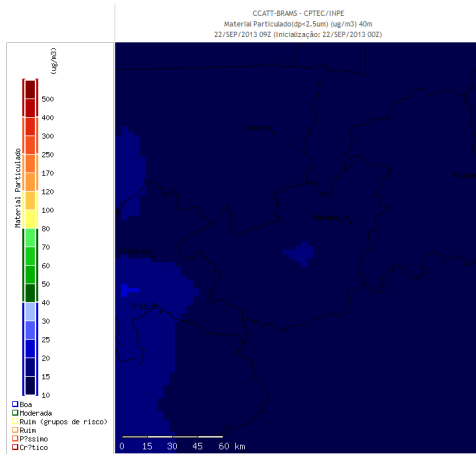 CCATT-BRAMS - CPTEC/INPE
Material Particulado(dp<2.5um) (ug/m3) 40m
22/SEP/2013 09Z (Inicialização: 22/SEP/2013 00Z)
(ug/m3)
Material Particulado
500
400
300
250
170
120
100
80
70
60
50
40
30
25
20
15
10
Boa
Moderada
Ruim (grupos de risco)
Ruim
P?ssimo
Cr?tico
0 15 30 45 60 km